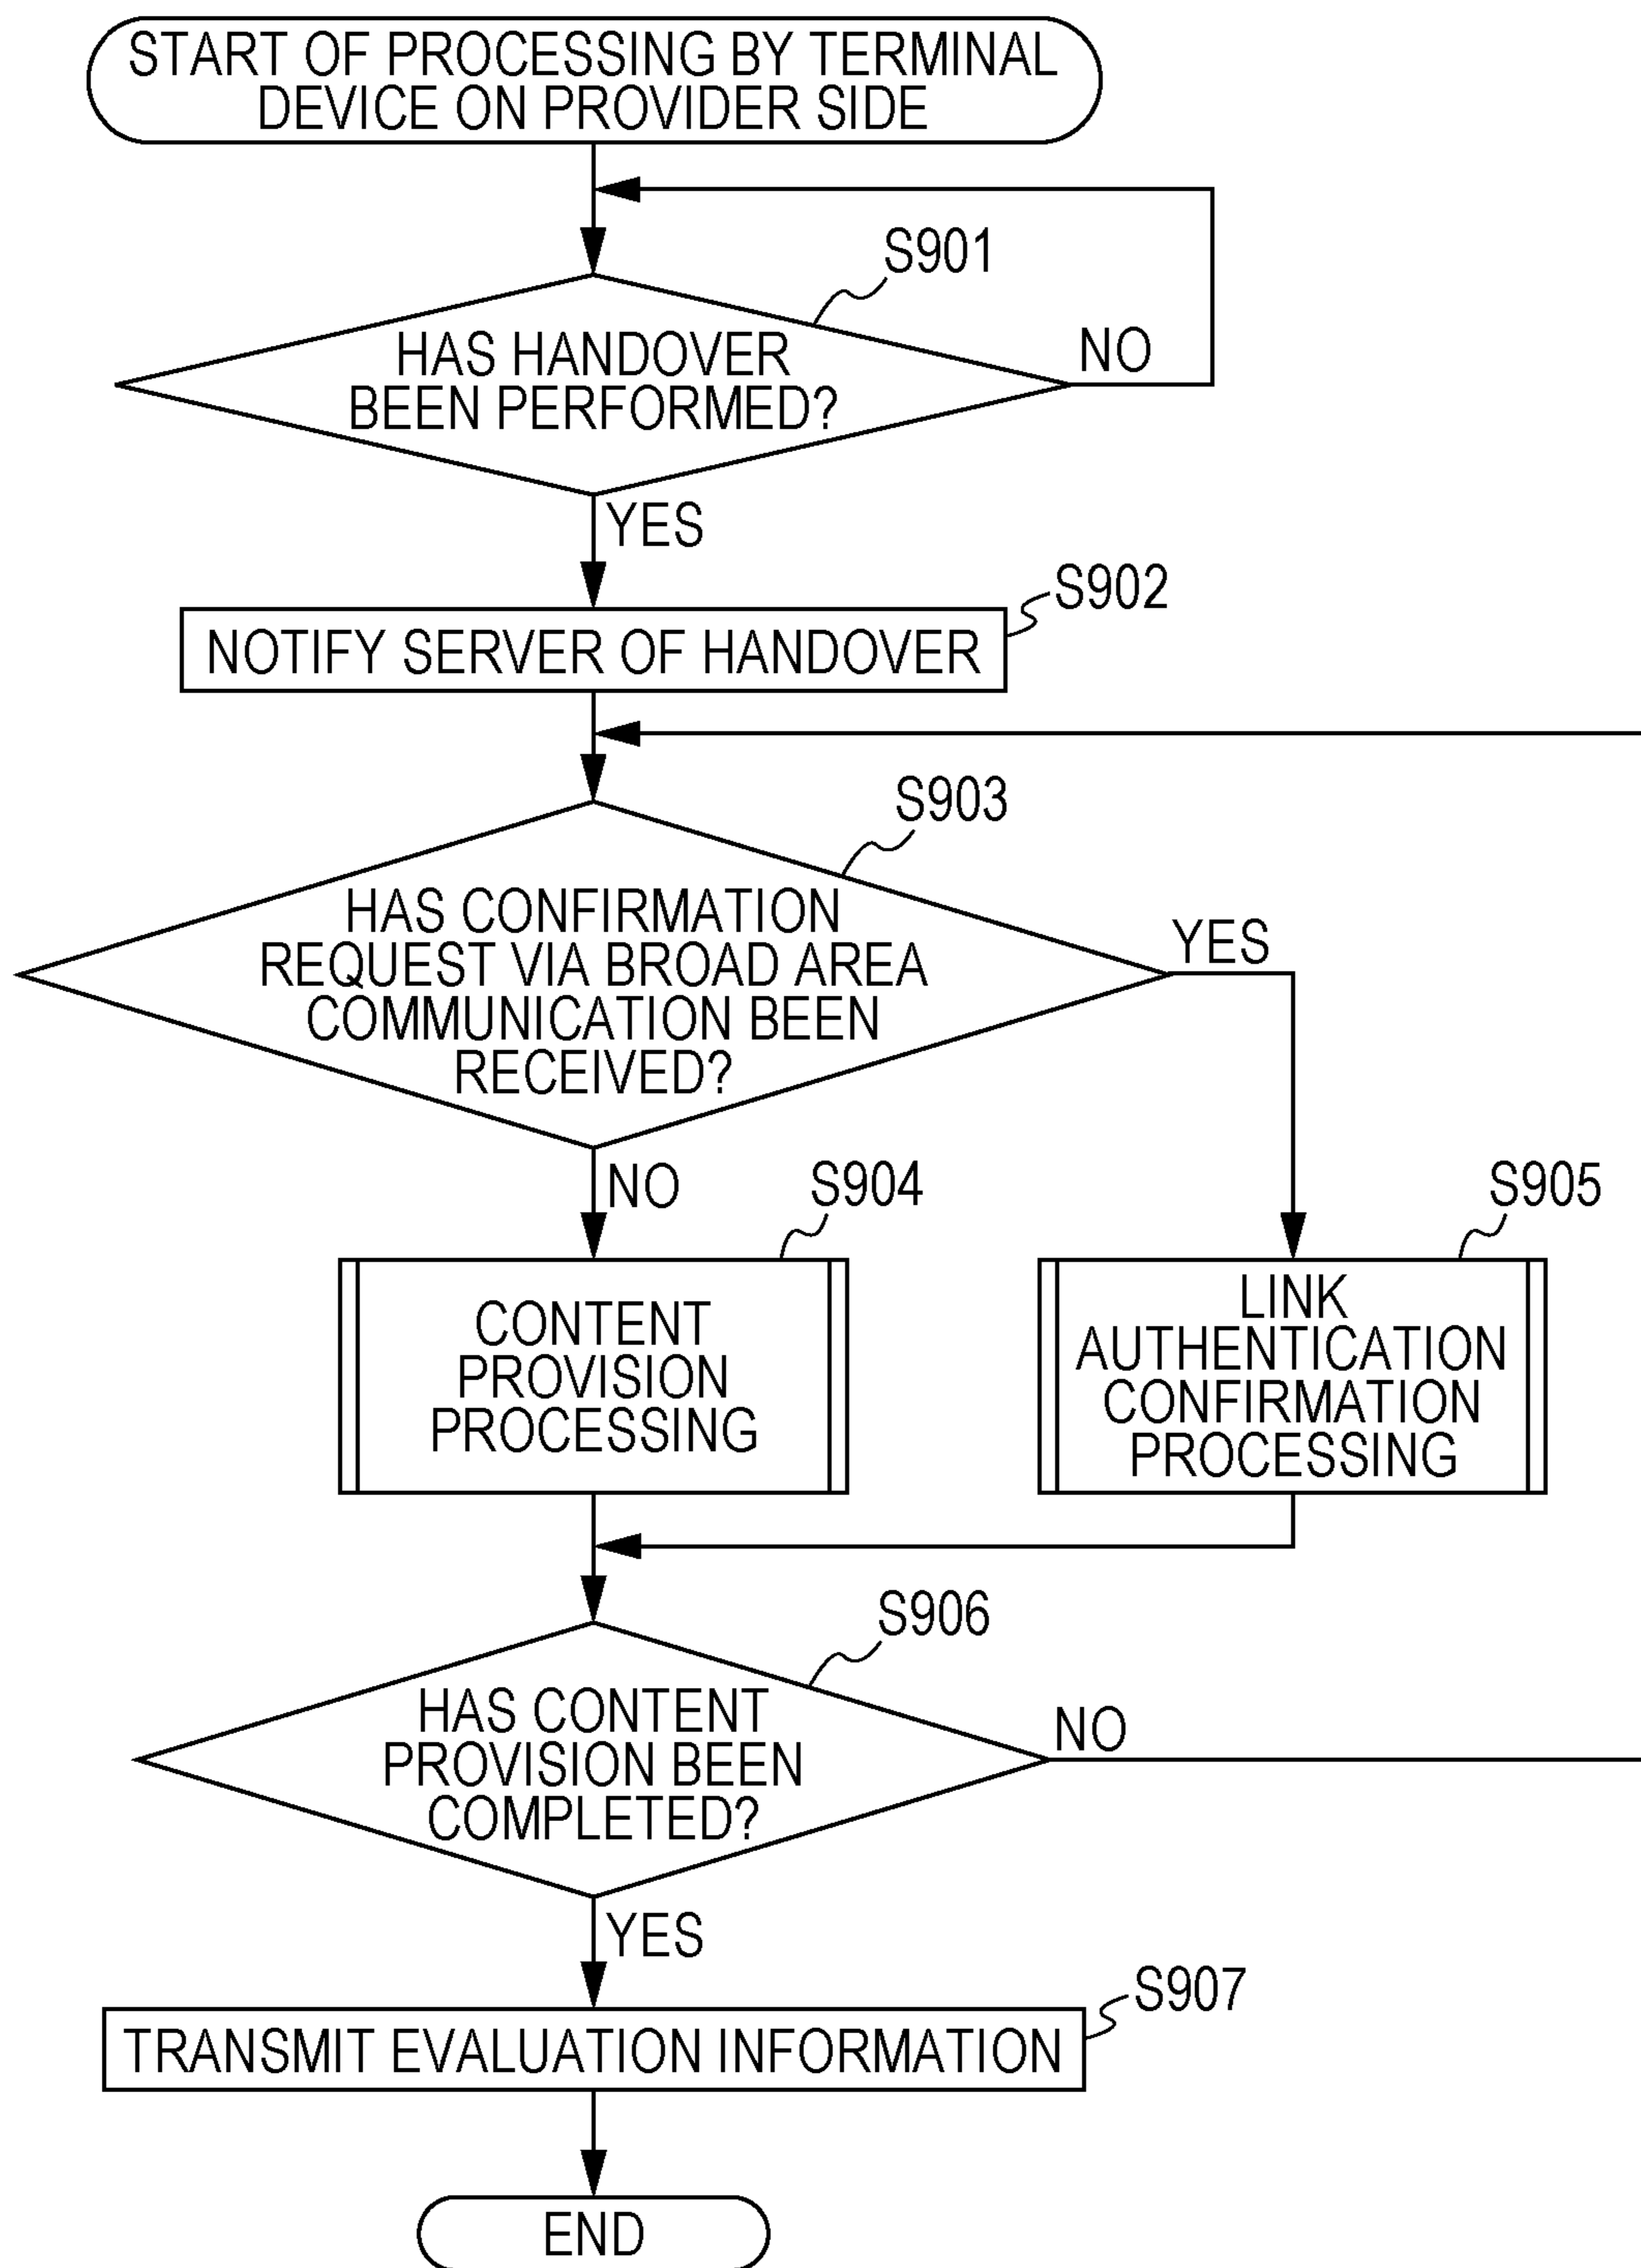 START OF PROCESSING BY TERMINAL
DEVICE ON PROVIDER SIDE
S901
HAS HANDOVER
BEEN PERFORMED?
NO
YES
S902
NOTIFY SERVER OF HANDOVER
S903
HAS CONFIRMATION
REQUEST VIA BROAD AREA
COMMUNICATION BEEN
RECEIVED?
YES
NO
S904
S905
CONTENT
PROVISION
PROCESSING
LINK
AUTHENTICATION
CONFIRMATION
PROCESSING
S906
HAS CONTENT
PROVISION BEEN
COMPLETED?
NO
YES
S907
TRANSMIT EVALUATION INFORMATION
END